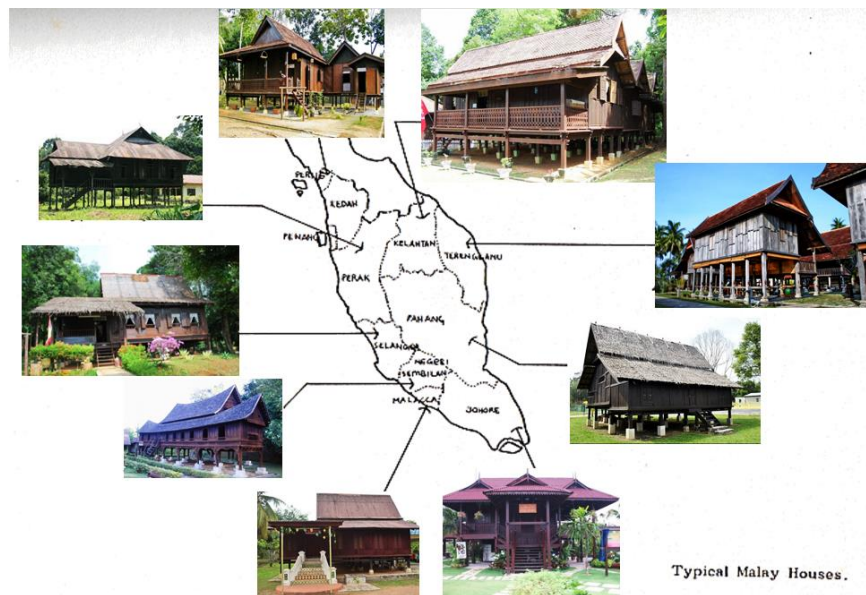 PERLIS
KEDAH
PENANG
KELANTAN
TERENGGANU
PERAK
PAHANG
SELANGOR
NEGERI
SEMBILAN
MALACCA
JOHORE
Typical Malay Houses.